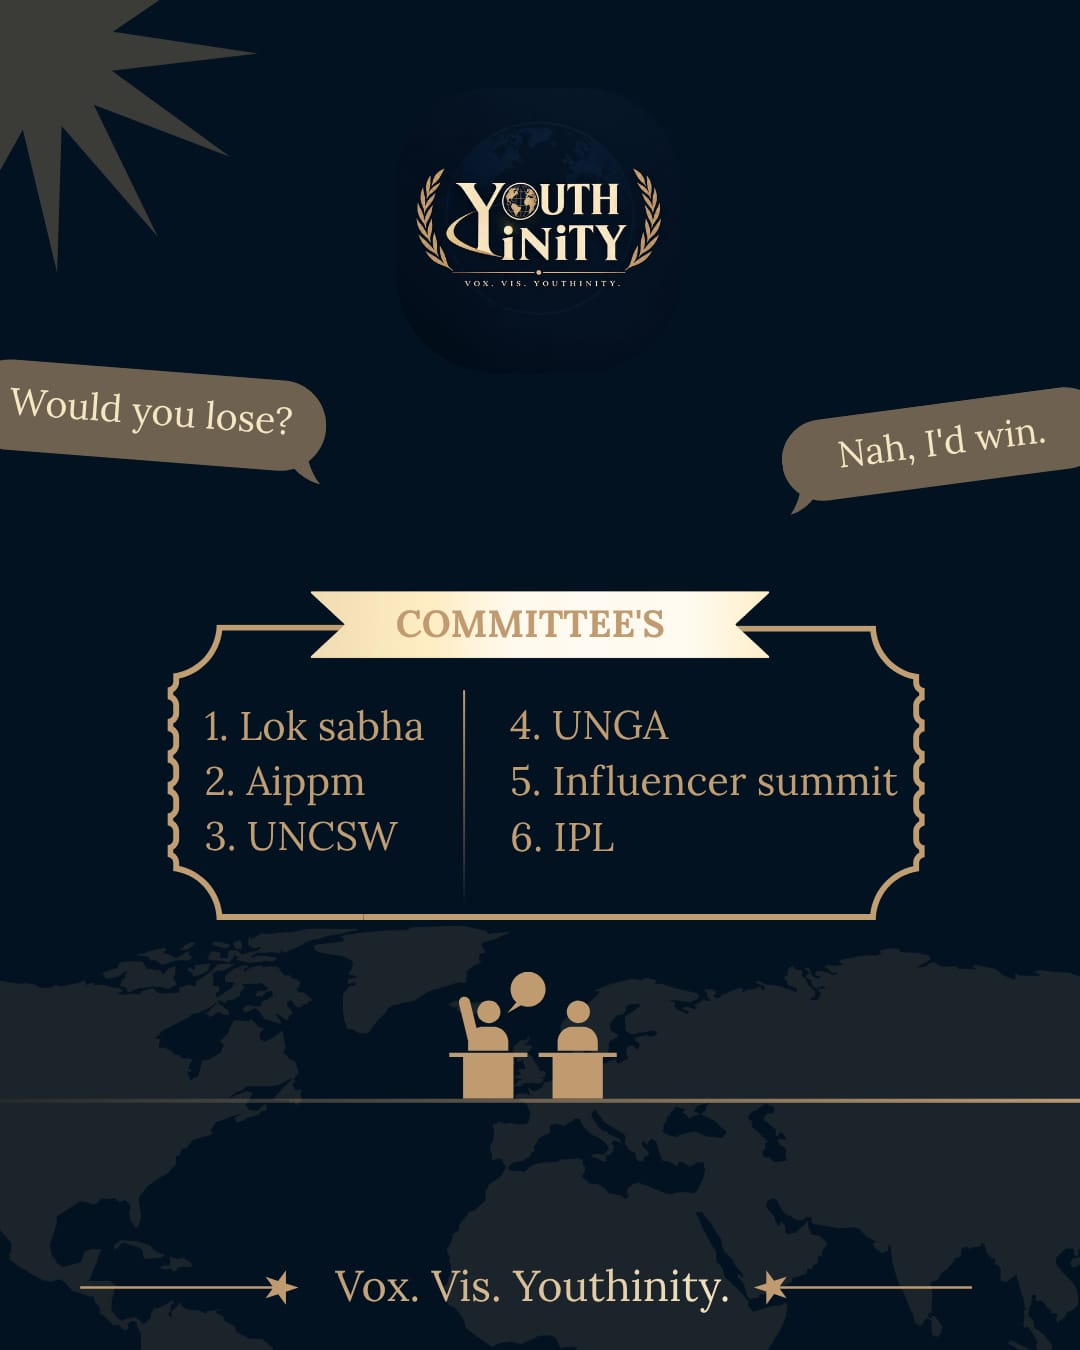 YOUTH
iNiTY
VOX. VIS. YOUTHINITY.
Would you lose?
Nah, I'd win.
COMMITTEE'S
1. Lok sabha
2. Aippm
3. UNCSW
4. UNGA
5. Influencer summit
6. IPL
Vox. Vis. Youthinity.